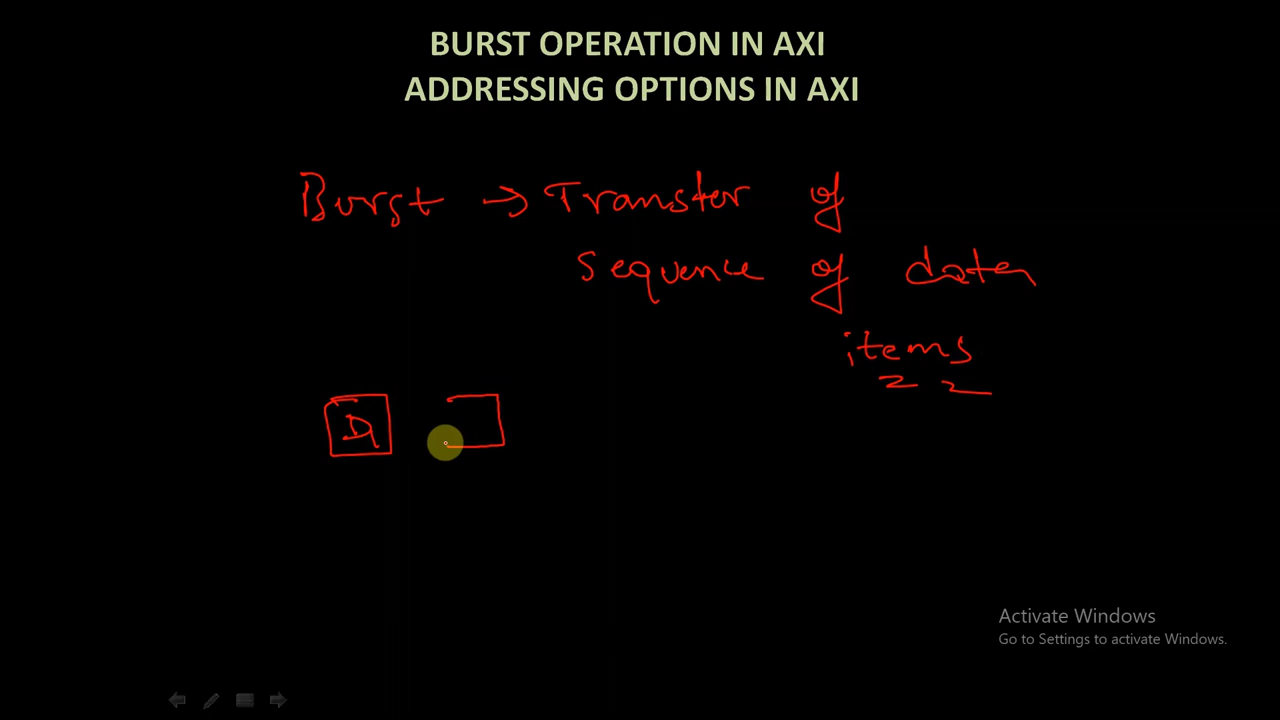 BURST OPERATION IN AXI
ADDRESSING OPTIONS IN AXI
Burst → Transfer of
sequence of data
items
D
Activate Windows
Go to Settings to activate Windows.